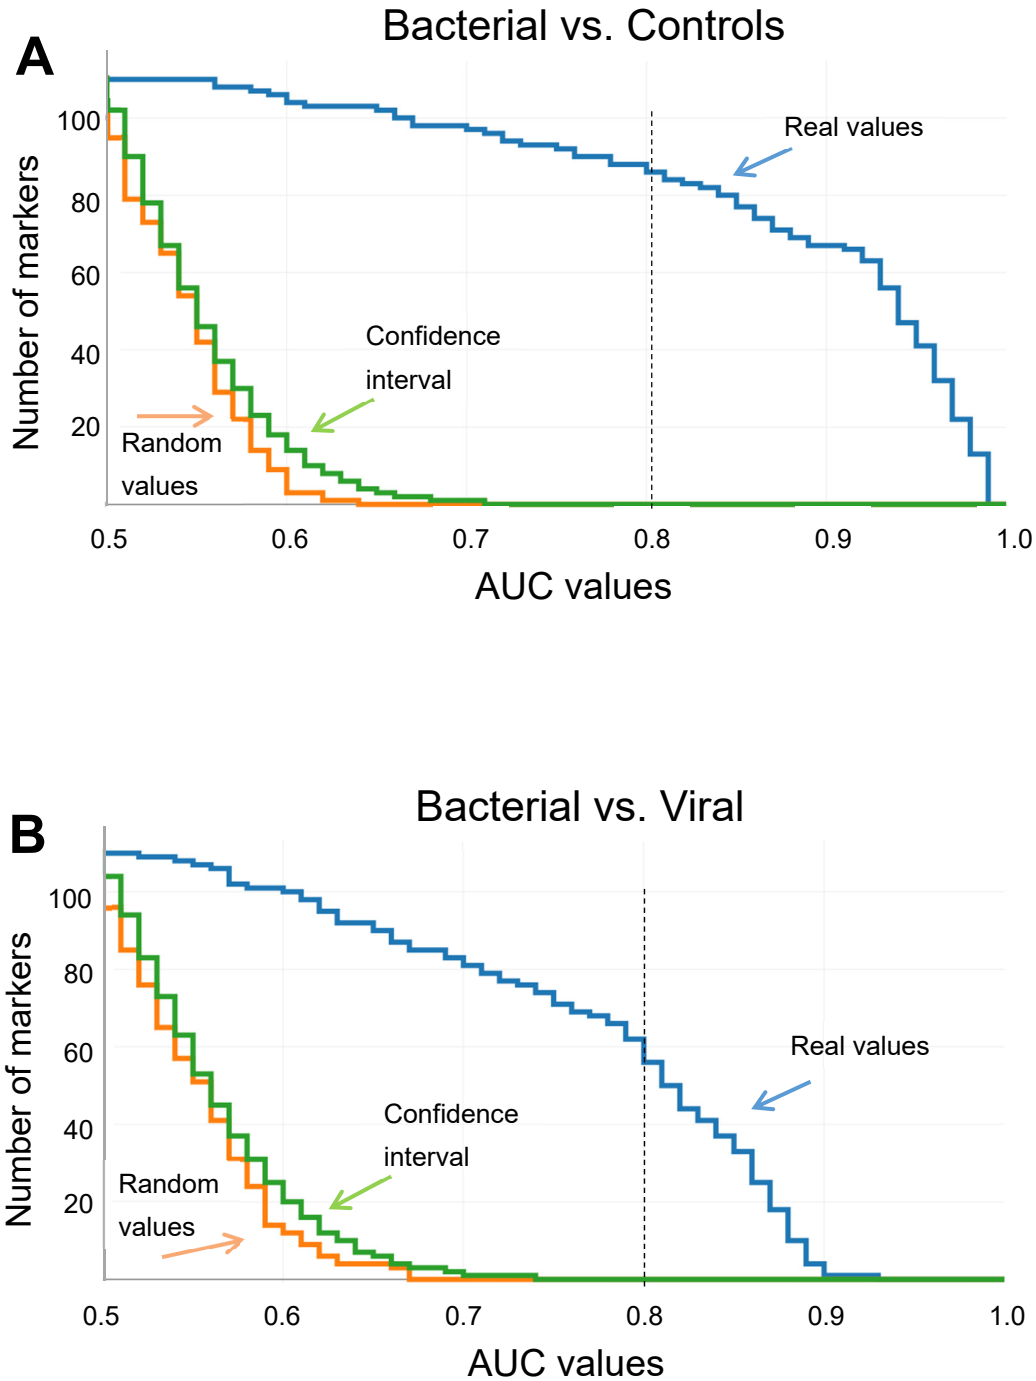 A
Bacterial vs. Controls
Number of markers
100
80
60
40
20
Real values
Confidence
interval
Random
values
0.5 0.6 0.7 0.8 0.9 1.0
AUC values
B
Bacterial vs. Viral
Number of markers
100
80
60
40
20
Real values
Confidence
interval
Random
values
0.5 0.6 0.7 0.8 0.9 1.0
AUC values